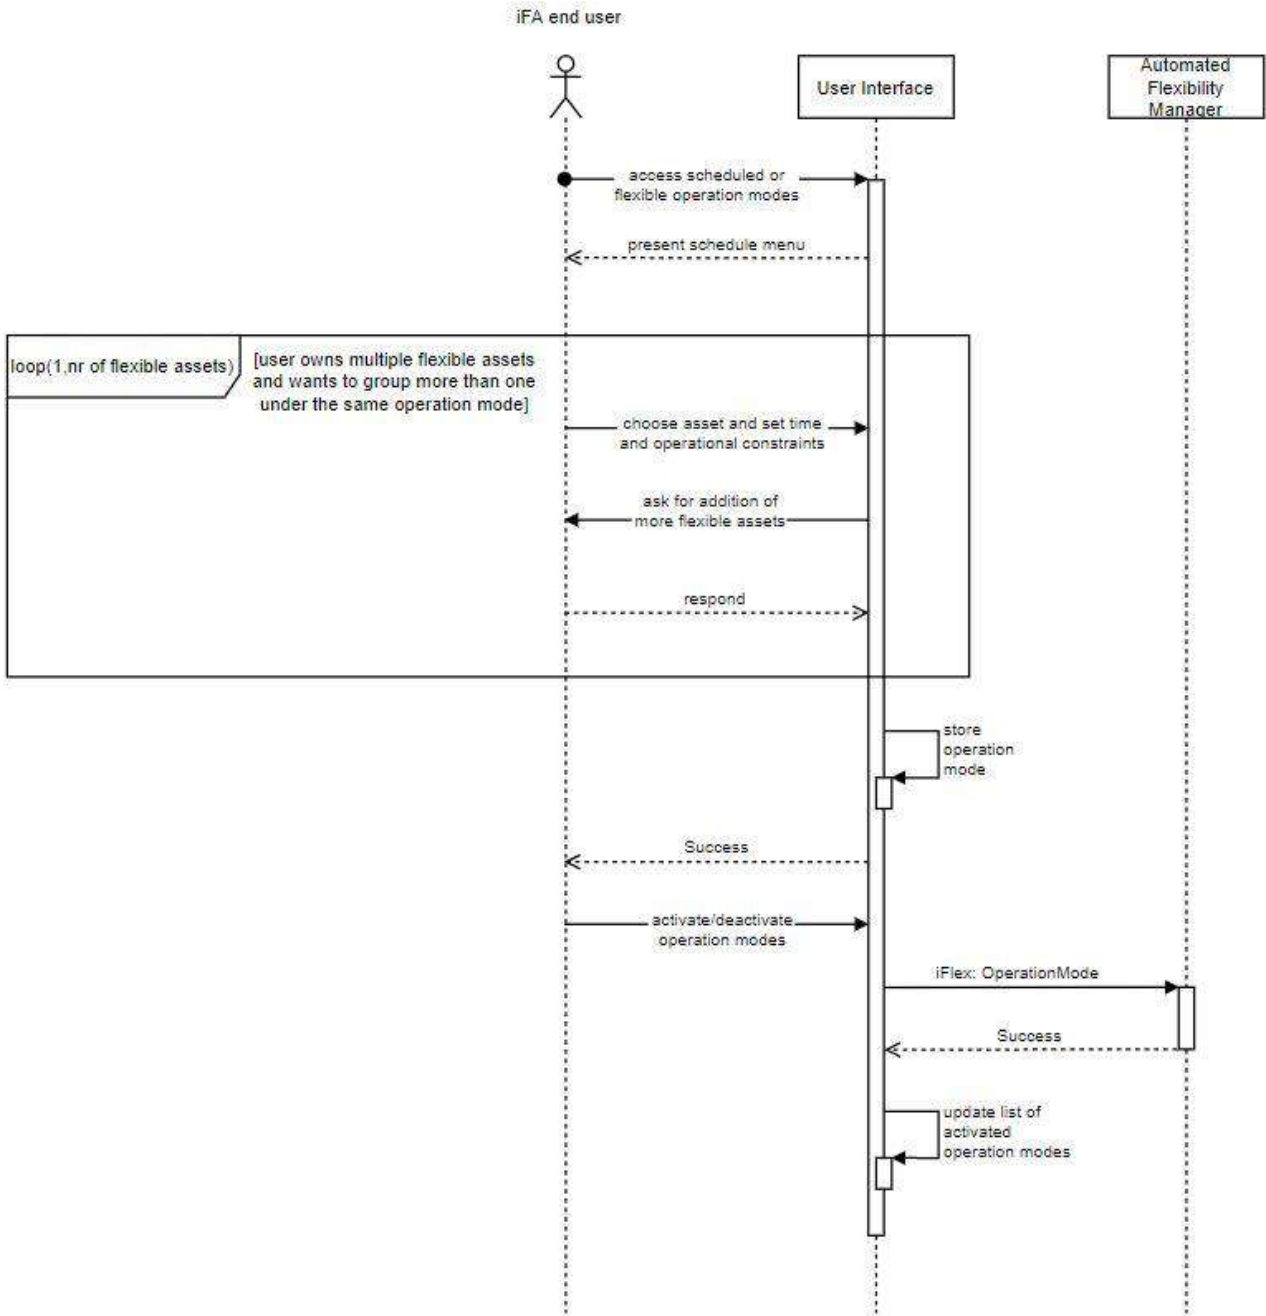 iFA end user
User Interface
Automated
Flexibility
Manager
access scheduled or
flexible operation modes
present schedule menu
loop(1,nr of flexible assets)
[user owns multiple flexible assets
and wants to group more than one
under the same operation mode]
choose asset and set time
and operational constraints
ask for addition of
more flexible assets
respond
store
operation
mode
Success
activate/deactivate
operation modes
iFlex: OperationMode
Success
update list of
activated
operation modes